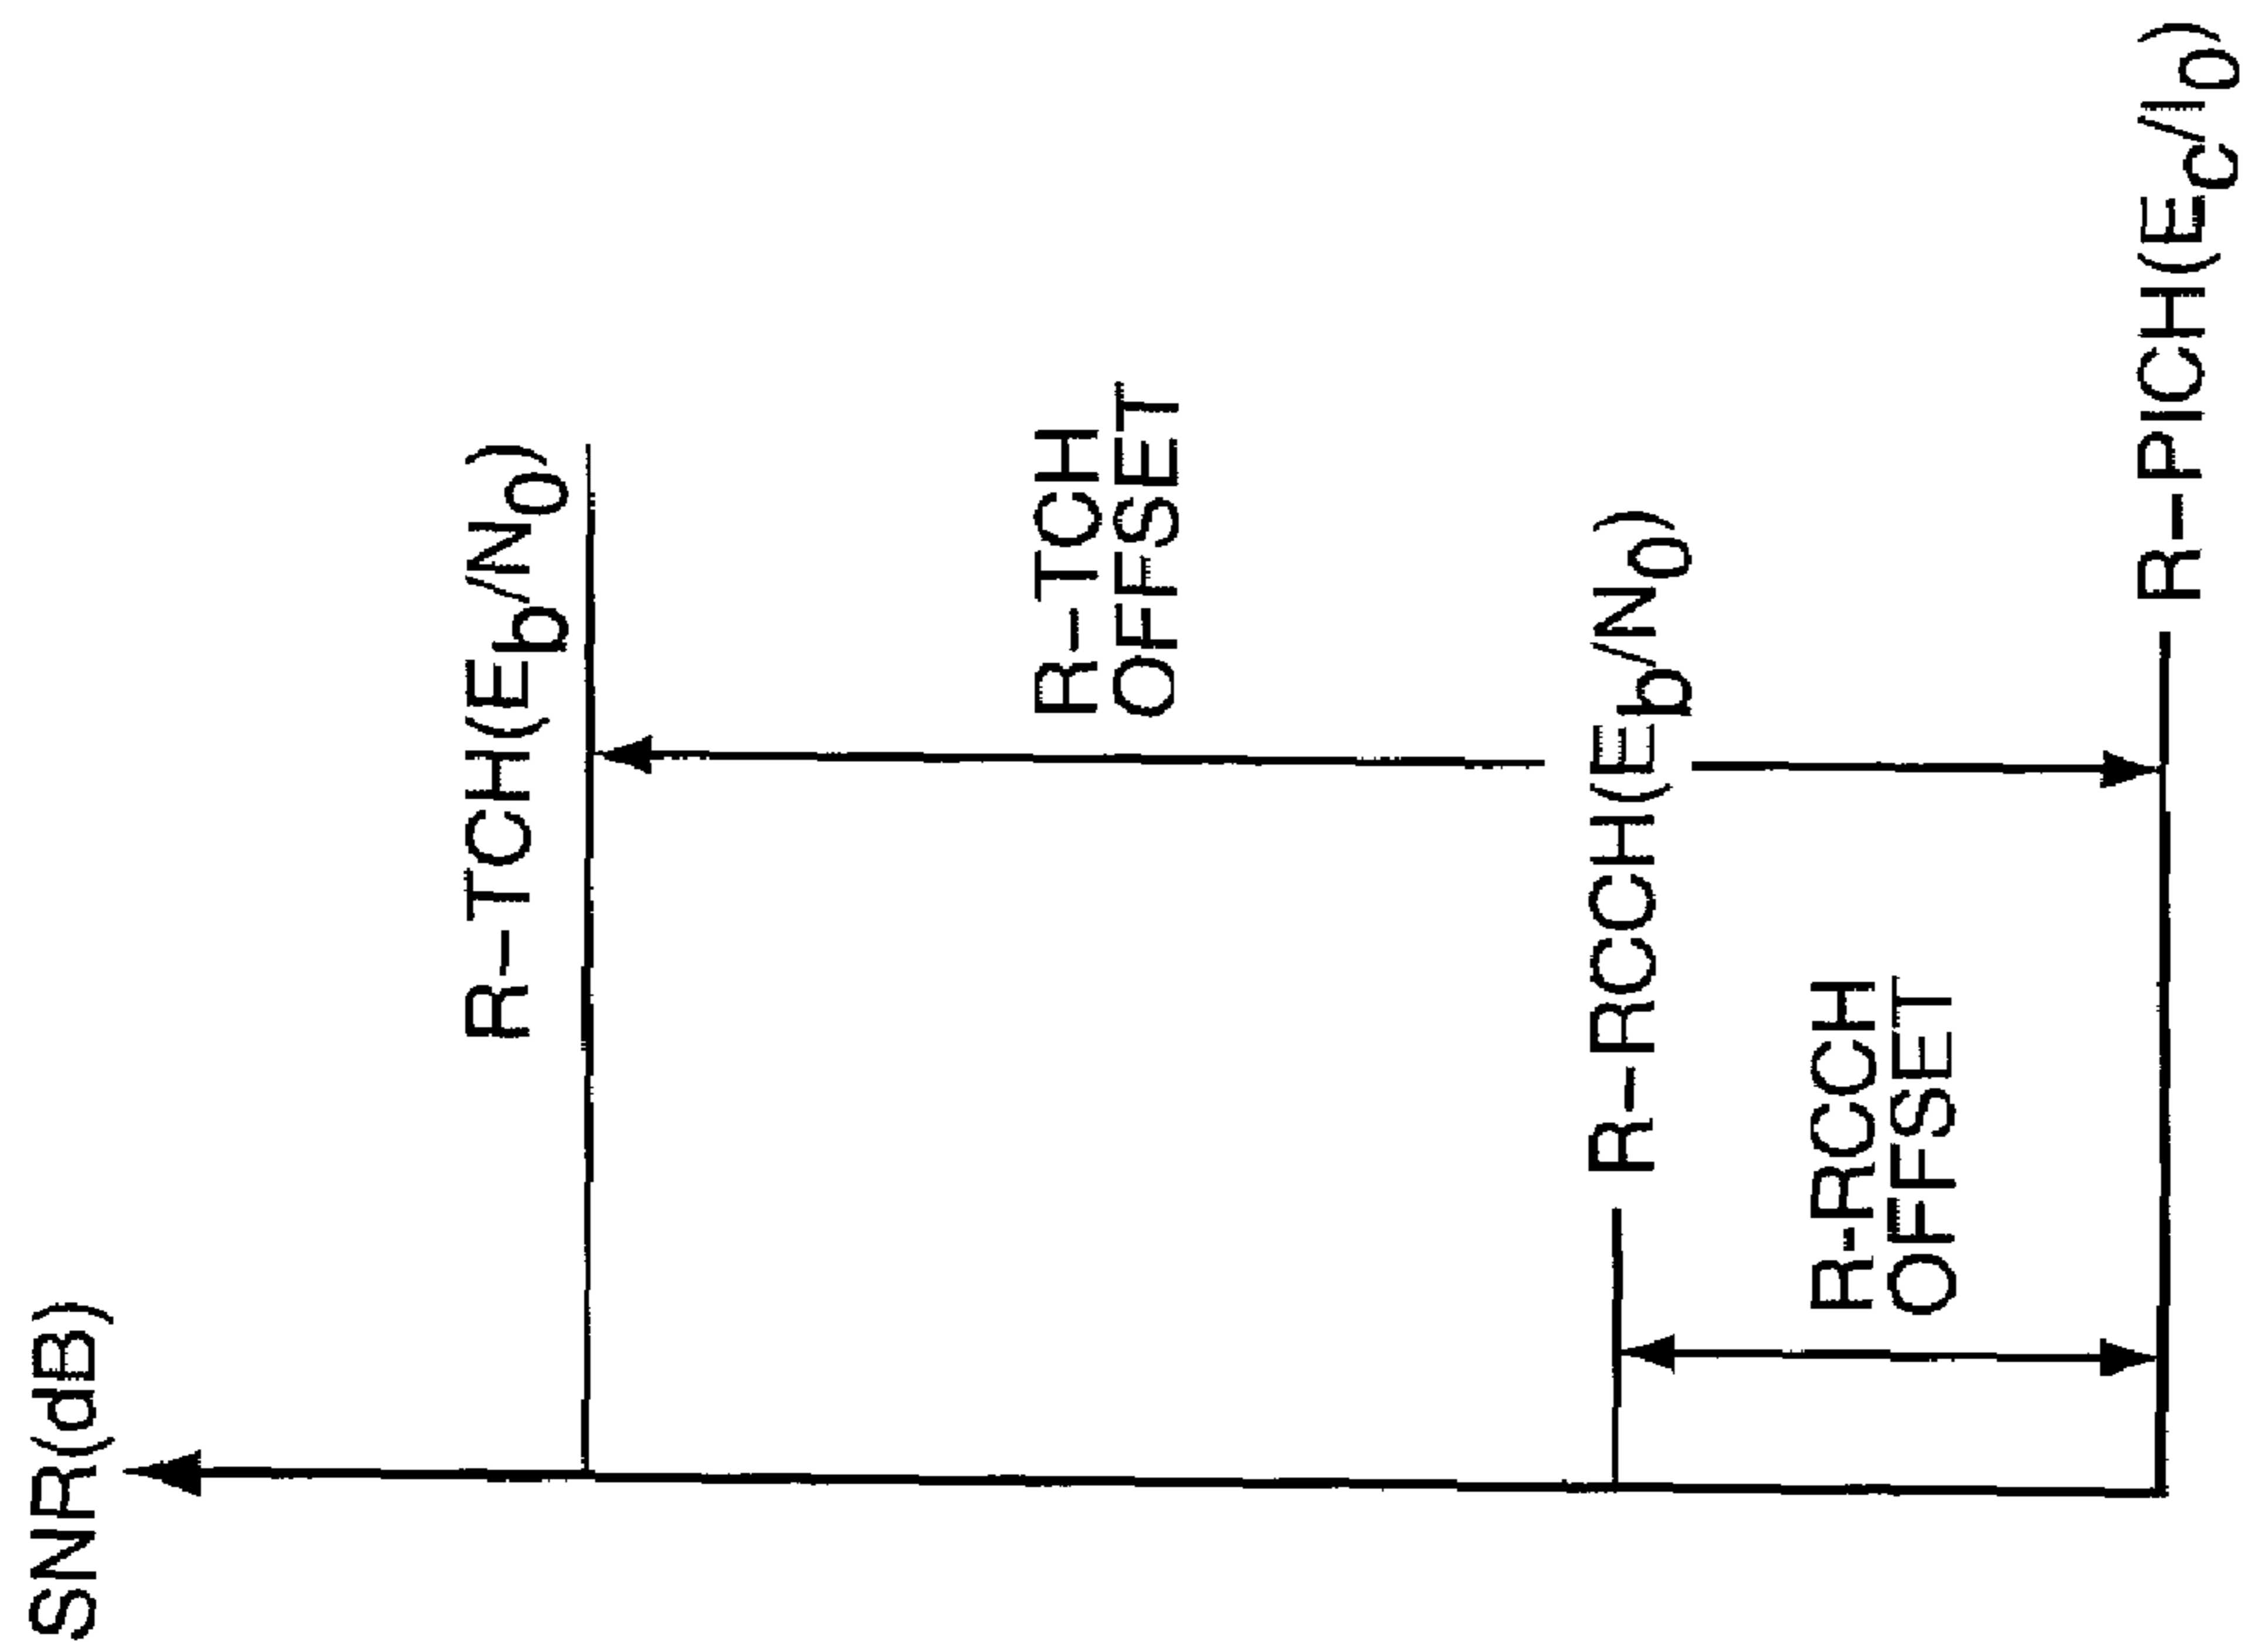 SNR(dB)
R-TCH(Eb/N0)
R-TCH
OFFSET
R-RCCH(Eb/N0)
R-RCCH
OFFSET
R-PICH(Ec/I0)